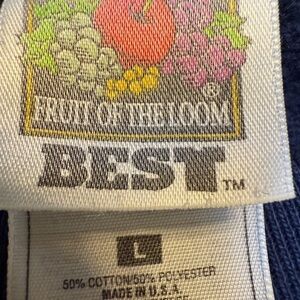 ®
FRUIT OF THE LOOM
BEST™
L
50% COTTON/50% POLYESTER
MADE IN U.S.A.